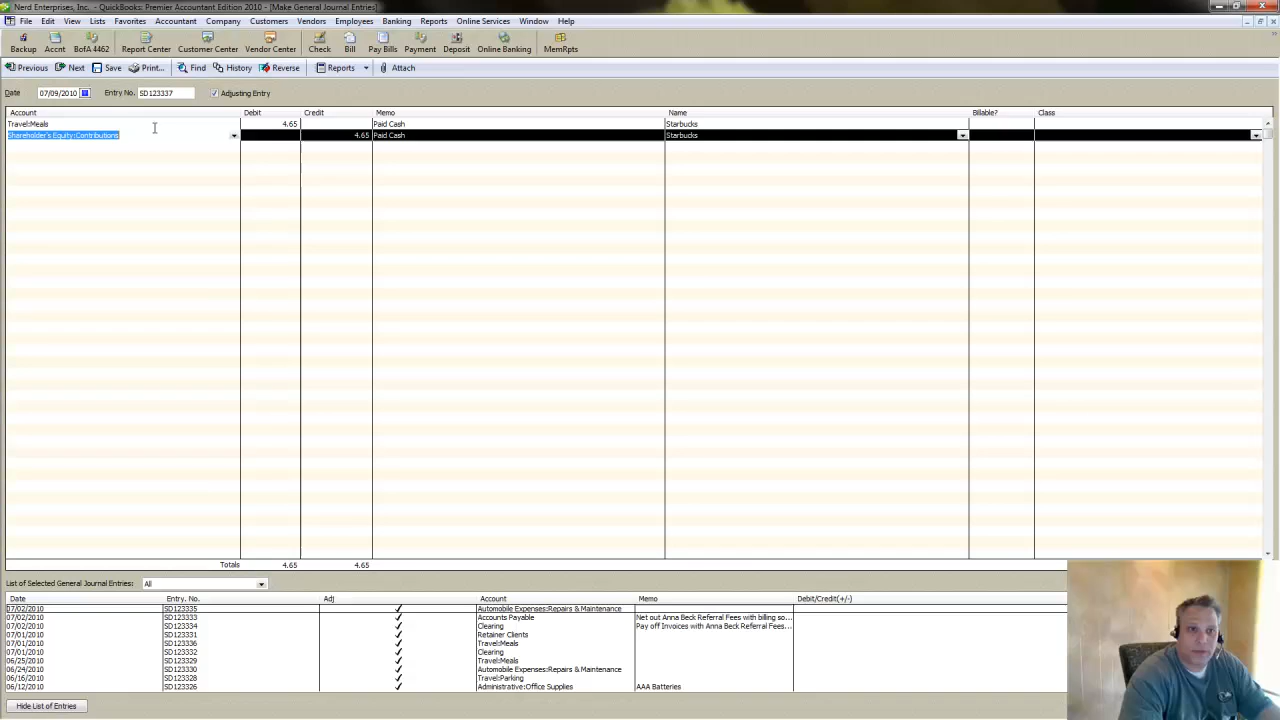 Nerd Enterprises, Inc. - QuickBooks: Premier Accountant Edition 2010 - [Make General Journal Entries]
File Edit View Lists Favorites Accountant Company Customers Vendors Employees Banking Reports Online Services Window Help
Backup Accnt BofA 4462 Report Center Customer Center Vendor Center Check Bill Pay Bills Payment Deposit Online Banking MemRpts
Previous Next Save Print... Find History Reverse Reports Attach
Date 07/09/2010 Entry No. SD123337 Adjusting Entry
Account Debit Credit Memo Name Billable? Class
Travel:Meals 4.65 Paid Cash Starbucks
Shareholder's Equity:Contributions 4.65 Paid Cash Starbucks
Totals 4.65 4.65
List of Selected General Journal Entries: All
Date Entry. No. Adj Account Memo Debit/Credit(+/-)
07/02/2010 SD123335 Automobile Expenses:Repairs & Maintenance
07/02/2010 SD123333 Accounts Payable Net out Anna Beck Referral Fees with billing so...
07/02/2010 SD123334 Clearing Pay off Invoices with Anna Beck Referral Fees...
07/01/2010 SD123331 Retainer Clients
07/01/2010 SD123336 Travel:Meals
07/01/2010 SD123332 Clearing
06/25/2010 SD123329 Travel:Meals
06/24/2010 SD123330 Automobile Expenses:Repairs & Maintenance
06/16/2010 SD123328 Travel:Parking
06/12/2010 SD123326 Administrative:Office Supplies AAA Batteries
Hide List of Entries